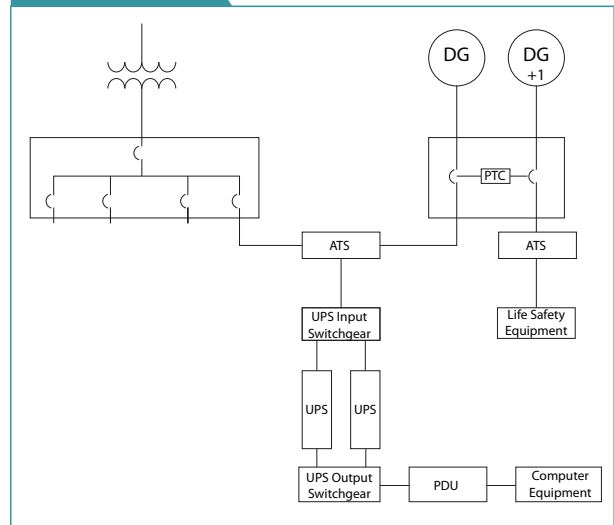 DG
DG
+1
PTC
ATS
ATS
UPS Input
Switchgear
Life Safety
Equipment
UPS
UPS
UPS Output
Switchgear
PDU
Computer
Equipment